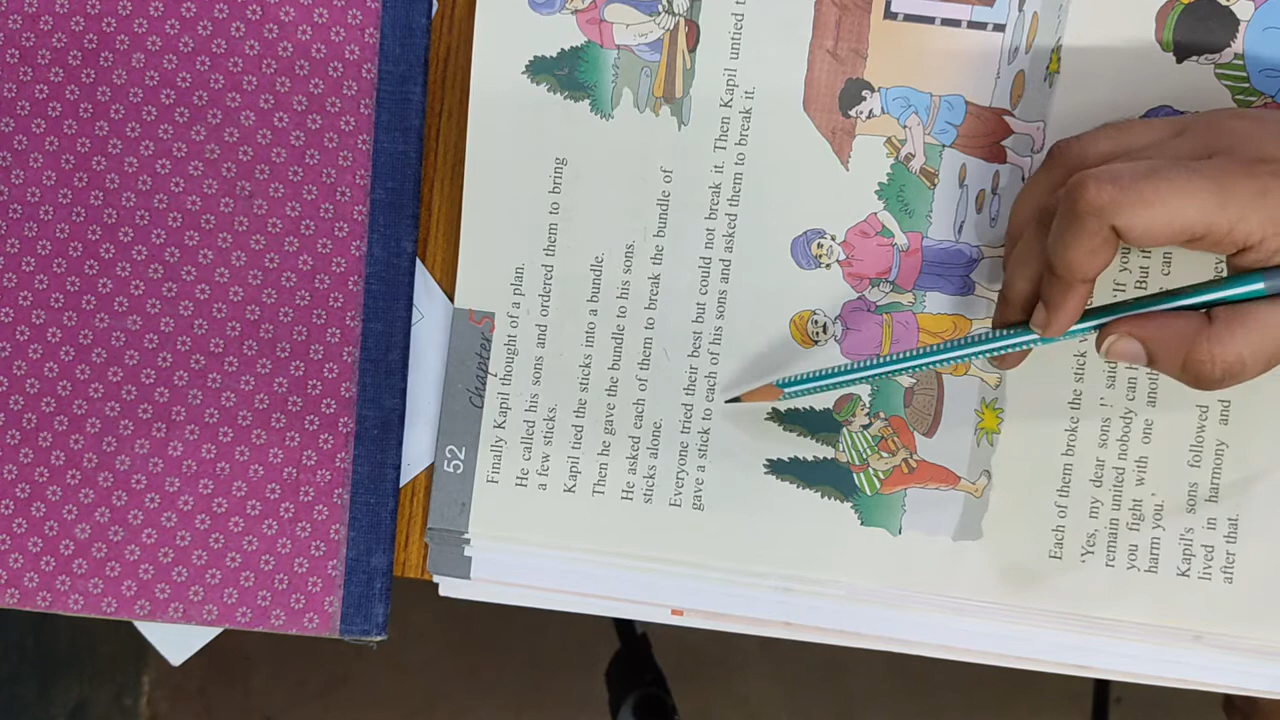 52
Chapter 5
Finally Kapil thought of a plan.
He called his sons and ordered them to bring
a few sticks.
Kapil tied the sticks into a bundle.
Then he gave the bundle to his sons.
He asked each of them to break the bundle of
sticks alone.
Everyone tried their best but could not break it. Then Kapil untied
gave a stick to each of his sons and asked them to break it.
Each of them broke the stick
'Yes, my dear sons !' said 'If you
remain united nobody can But if
you fight with one can
harm you.'
Kapil's sons followed
lived in harmony and
after that.